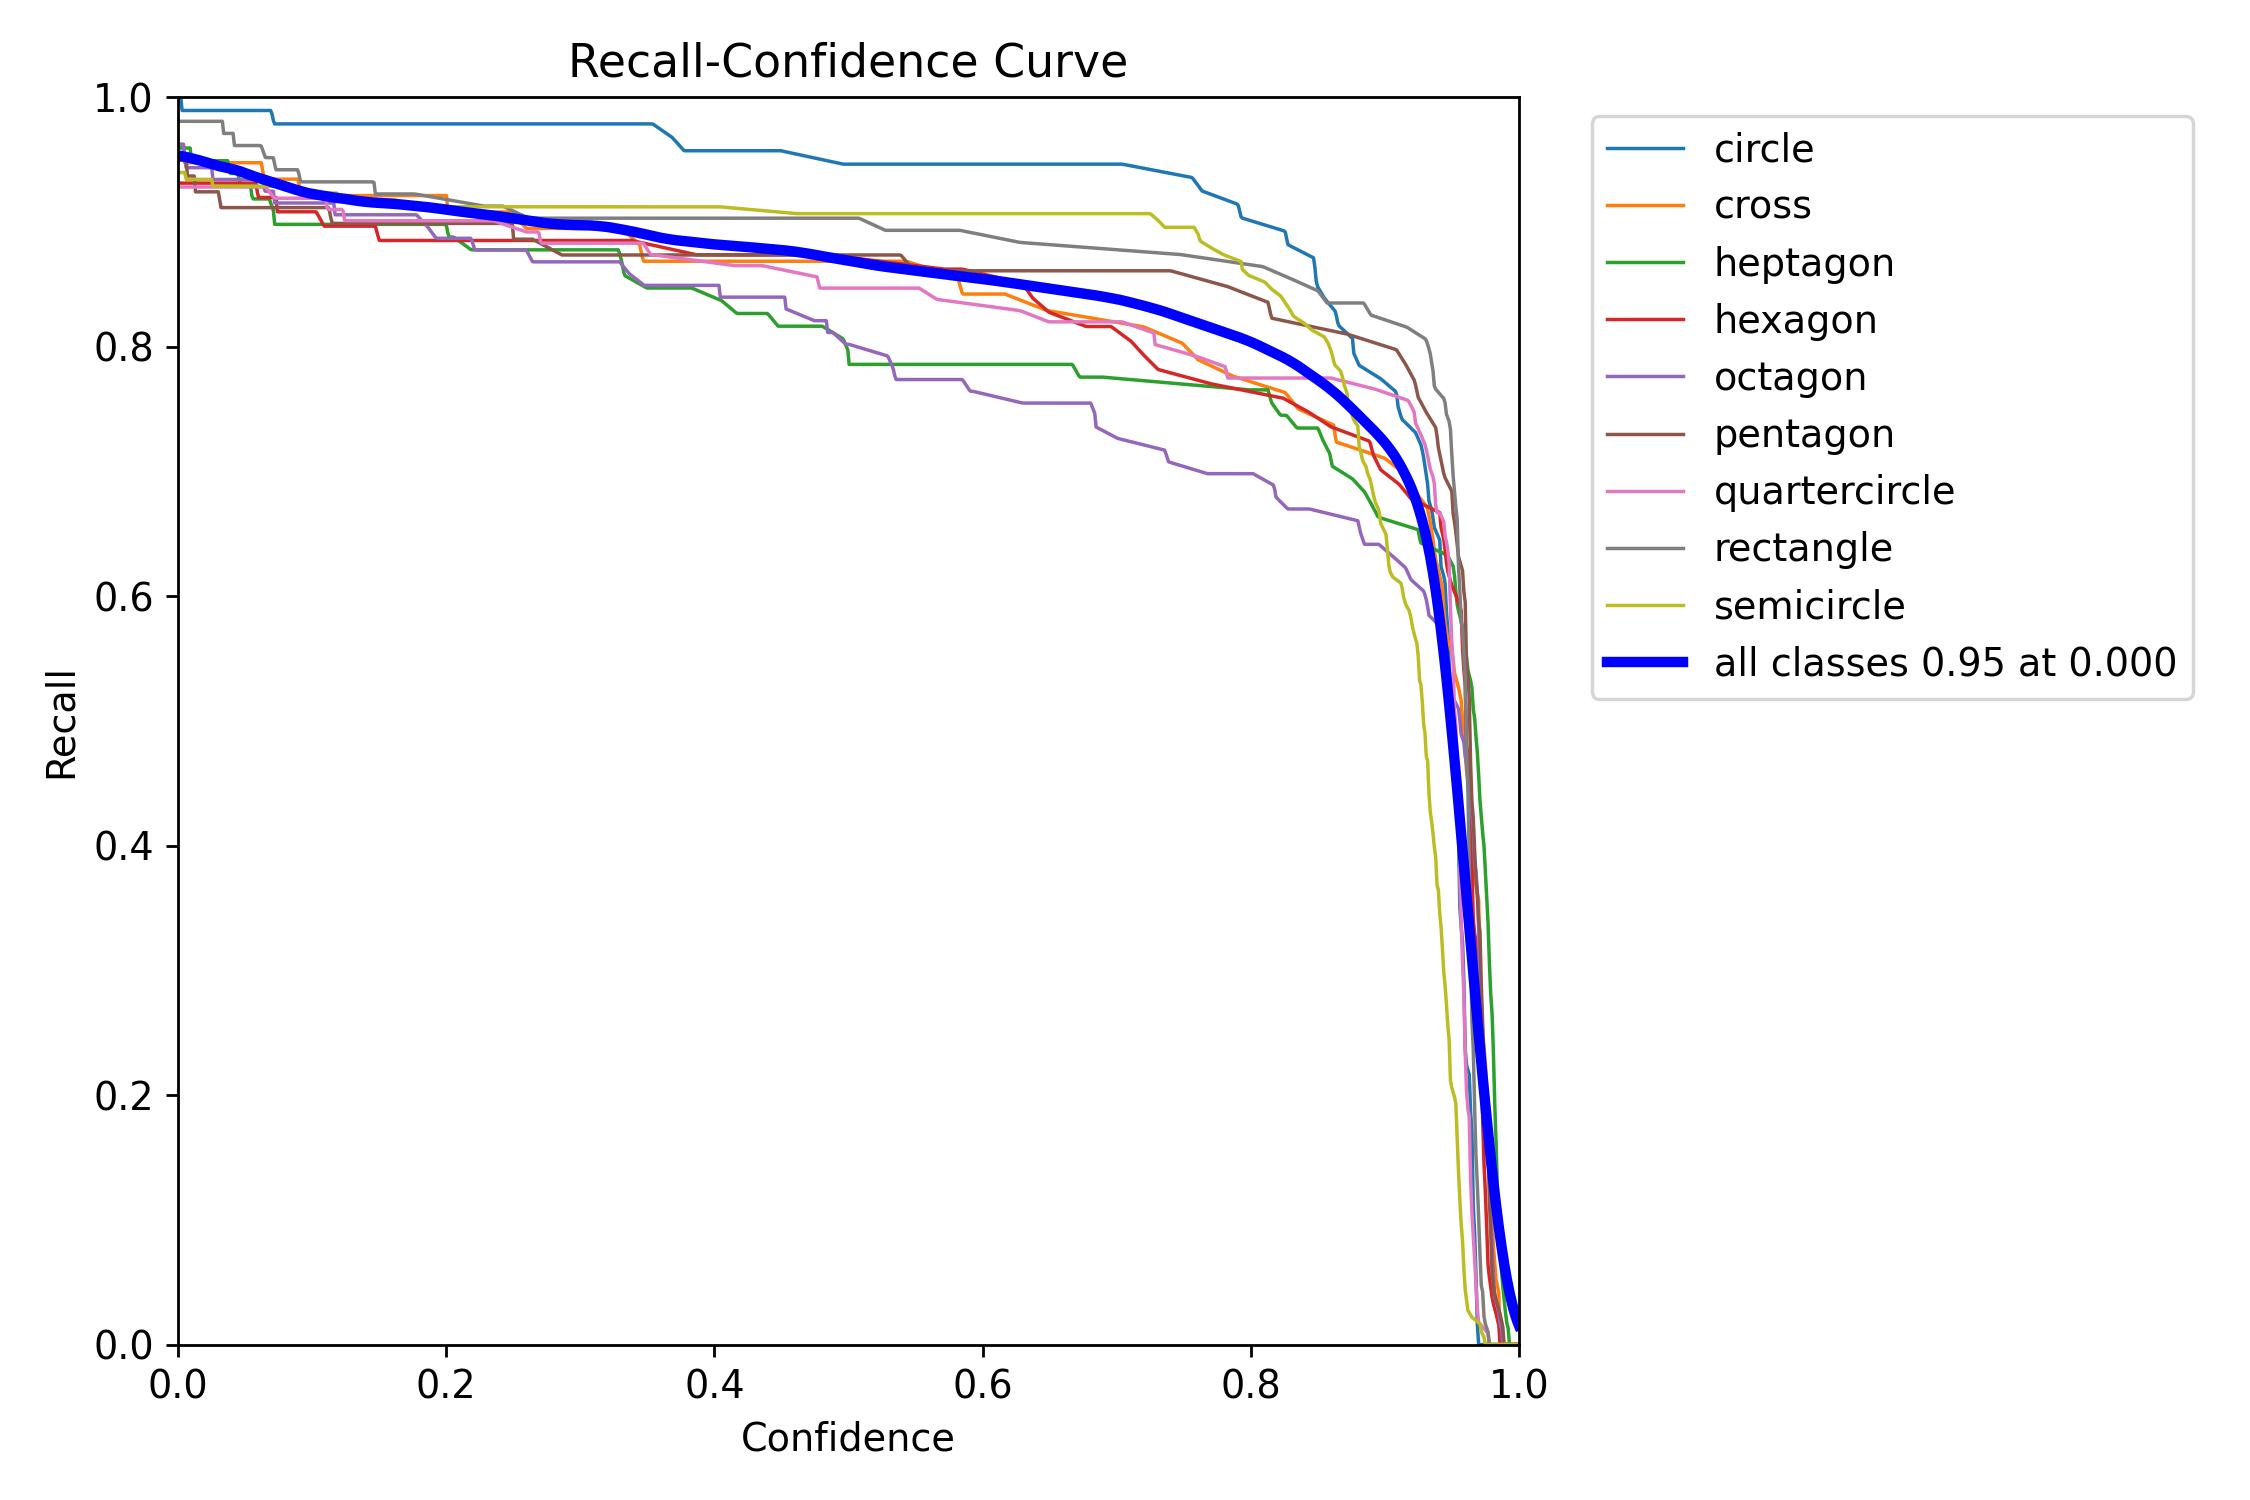 Recall-Confidence Curve
1.0
0.8
0.6
0.4
0.2
0.0
Recall
0.0 0.2 0.4 0.6 0.8 1.0
Confidence
circle
cross
heptagon
hexagon
octagon
pentagon
quartercircle
rectangle
semicircle
all classes 0.95 at 0.000